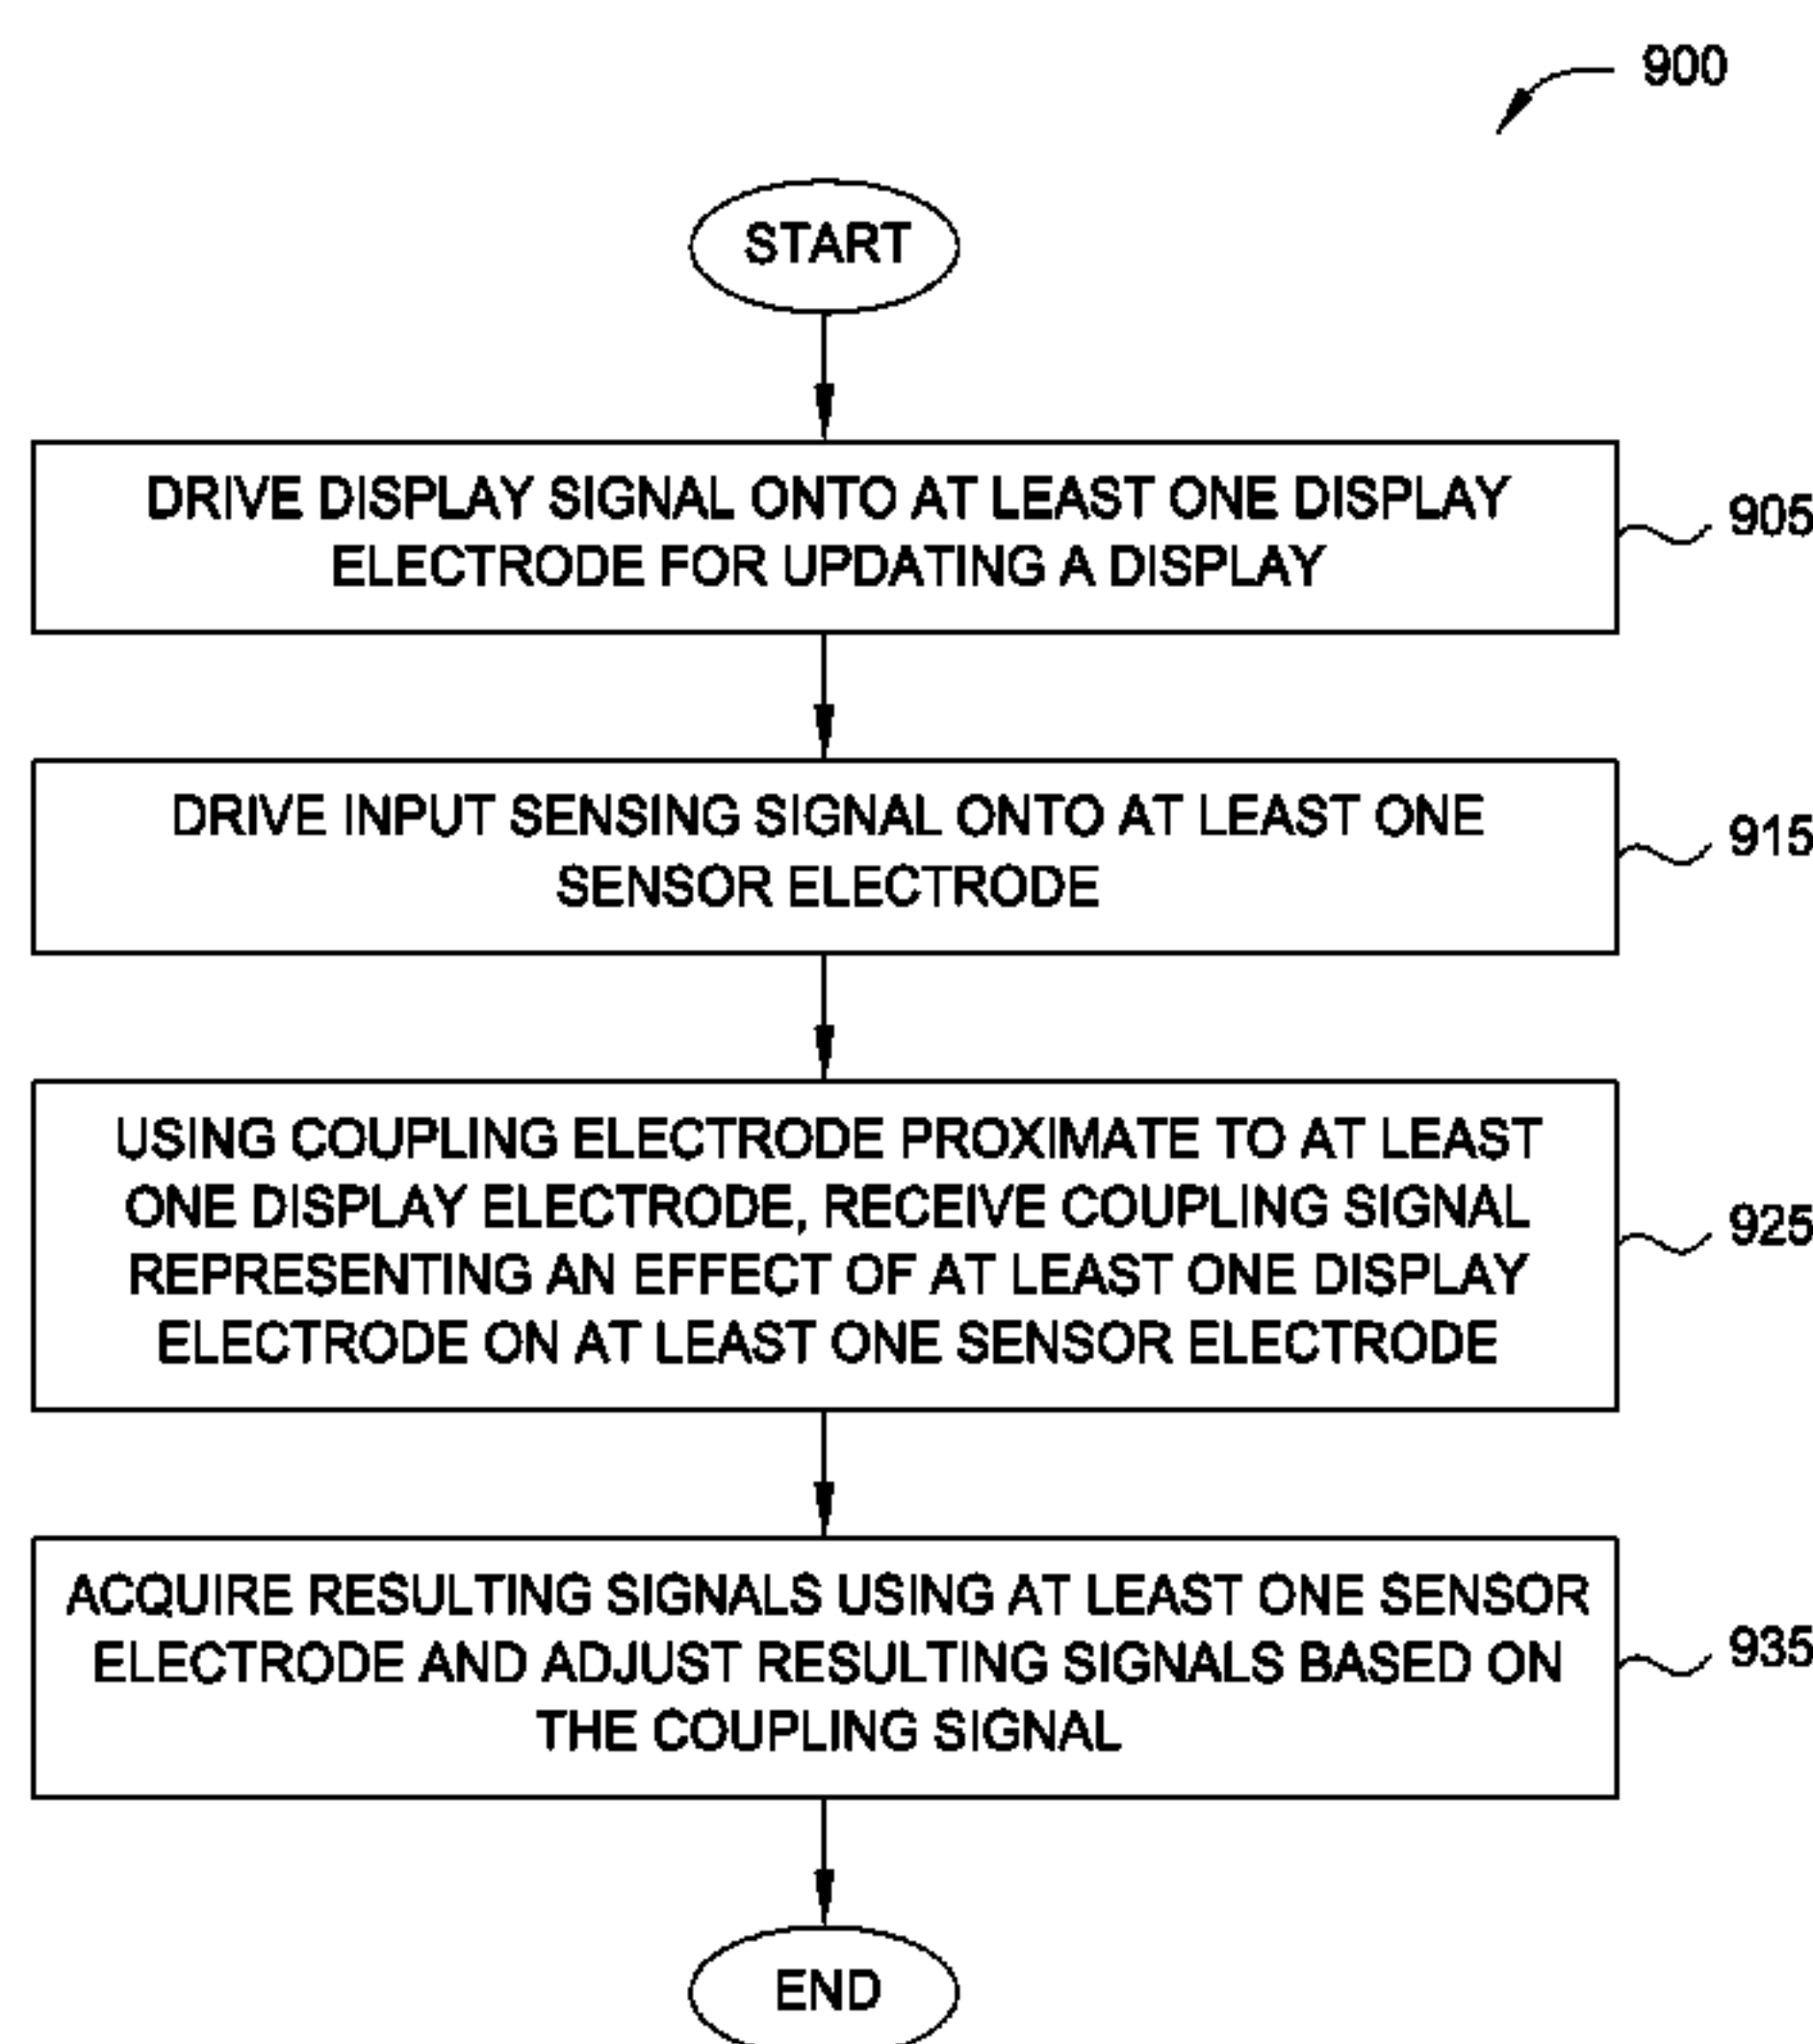 900
START
DRIVE DISPLAY SIGNAL ONTO AT LEAST ONE DISPLAY
ELECTRODE FOR UPDATING A DISPLAY
905
DRIVE INPUT SENSING SIGNAL ONTO AT LEAST ONE
SENSOR ELECTRODE
915
USING COUPLING ELECTRODE PROXIMATE TO AT LEAST
ONE DISPLAY ELECTRODE, RECEIVE COUPLING SIGNAL
REPRESENTING AN EFFECT OF AT LEAST ONE DISPLAY
ELECTRODE ON AT LEAST ONE SENSOR ELECTRODE
925
ACQUIRE RESULTING SIGNALS USING AT LEAST ONE SENSOR
ELECTRODE AND ADJUST RESULTING SIGNALS BASED ON
THE COUPLING SIGNAL
935
END